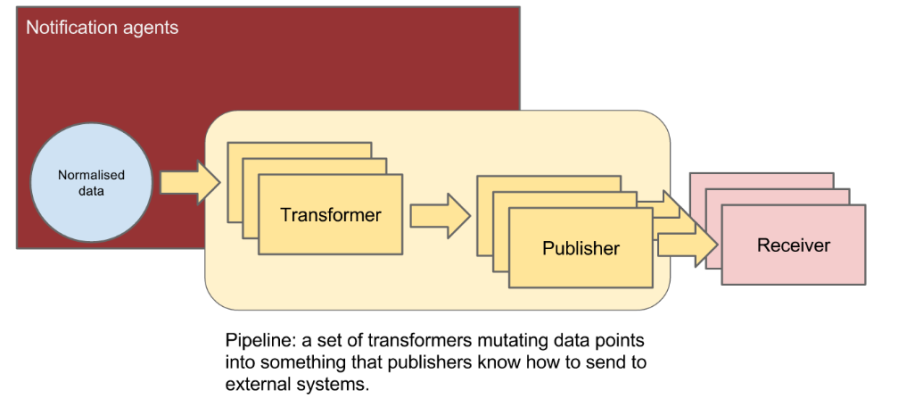 Notification agents
Normalised
data
Transformer
Publisher
Receiver
Pipeline: a set of transformers mutating data points
into something that publishers know how to send to
external systems.